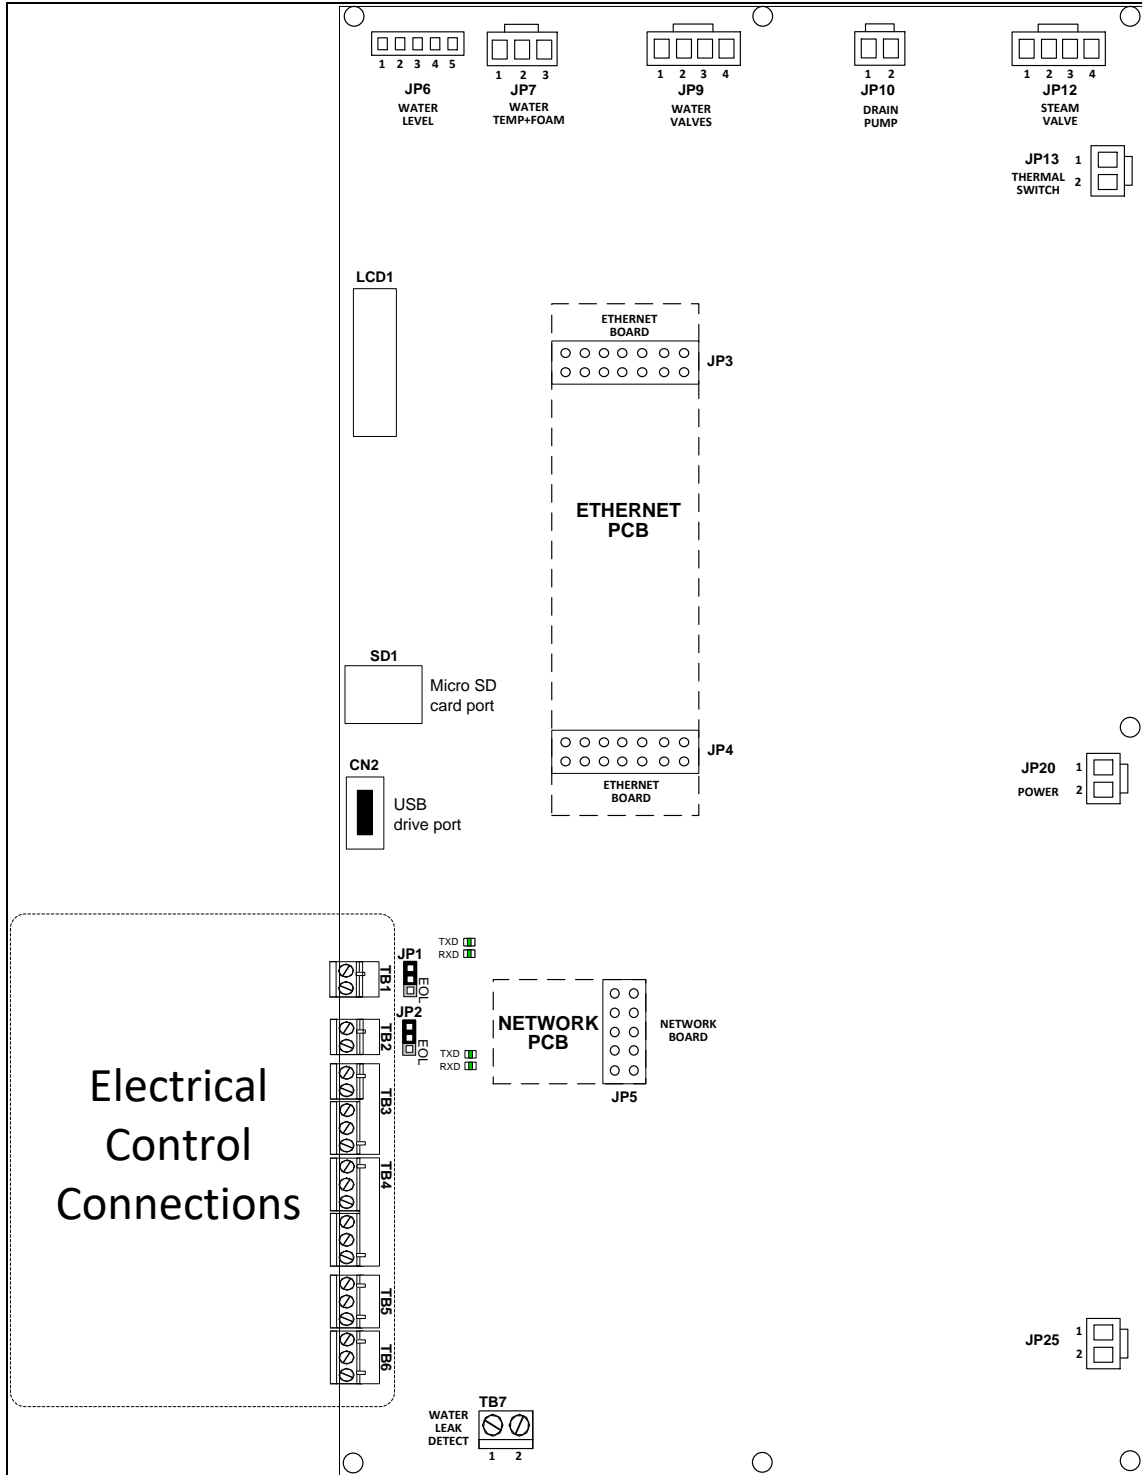 1 2 3 4 5
JP6
WATER
LEVEL
1 2 3
JP7
WATER
TEMP+FOAM
1 2 3 4
JP9
WATER
VALVES
1 2
JP10
DRAIN
PUMP
1 2 3 4
JP12
STEAM
VALVE
JP13 1
THERMAL 2
SWITCH
LCD1
ETHERNET
BOARD
JP3
ETHERNET
PCB
SD1
Micro SD
card port
JP4
ETHERNET
BOARD
CN2
USB
drive port
JP20 1
POWER 2
TXD
RXD
JP1
TB1
EOL
JP2
TB2
EOL
TXD
RXD
NETWORK
PCB
NETWORK
BOARD
JP5
Electrical
Control
Connections
TB3
TB4
TB5
TB6
JP25 1
2
TB7
WATER
LEAK
DETECT
1 2